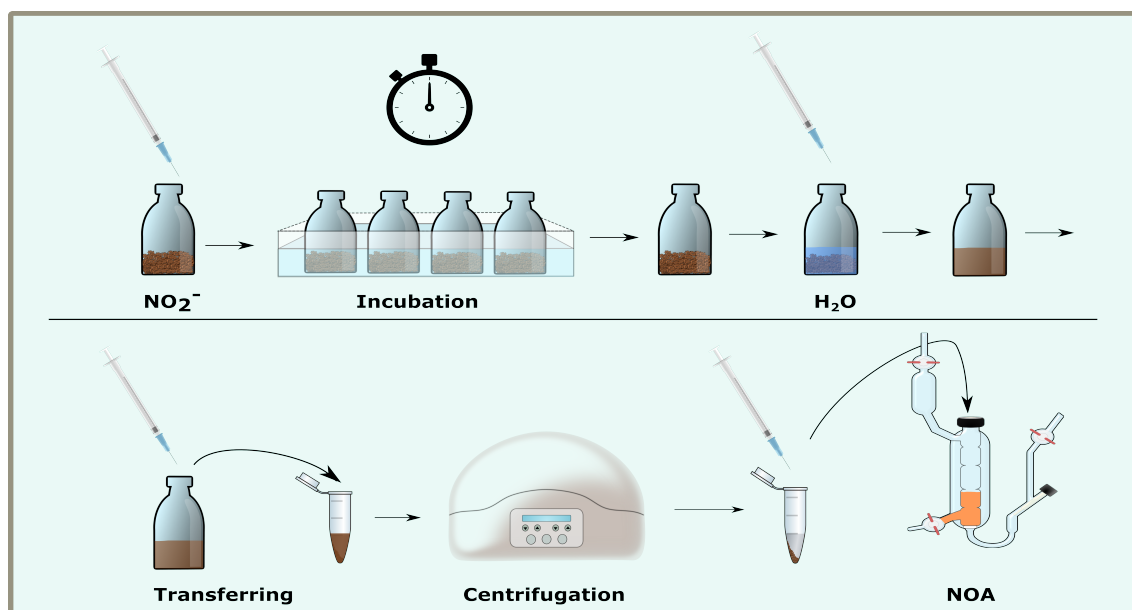 NO₂⁻
Incubation
H₂O
Transferring
Centrifugation
NOA